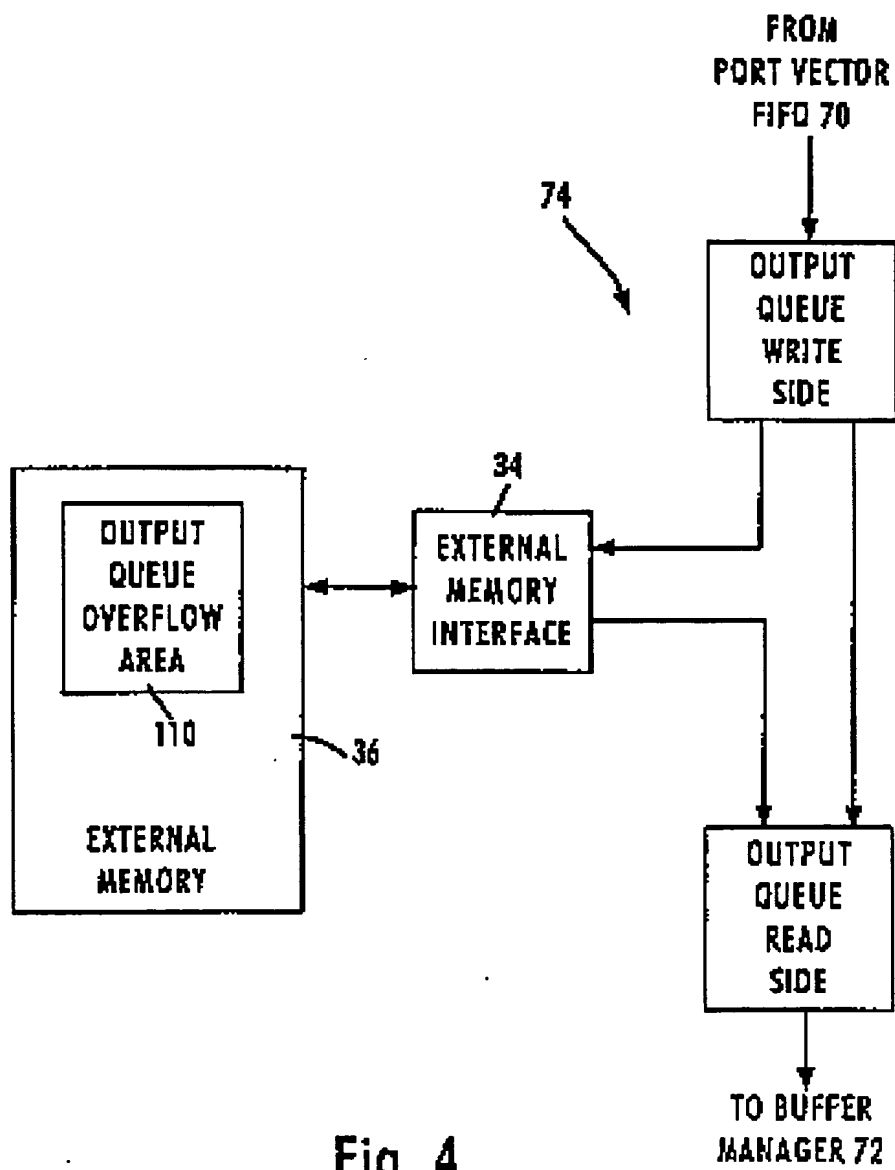 FROM
PORT VECTOR
FIFO 70
74
OUTPUT
QUEUE
WRITE
SIDE
34
EXTERNAL
MEMORY
INTERFACE
OUTPUT
QUEUE
OVERFLOW
AREA
110
36
EXTERNAL
MEMORY
OUTPUT
QUEUE
READ
SIDE
TO BUFFER
MANAGER 72
Fig. 4